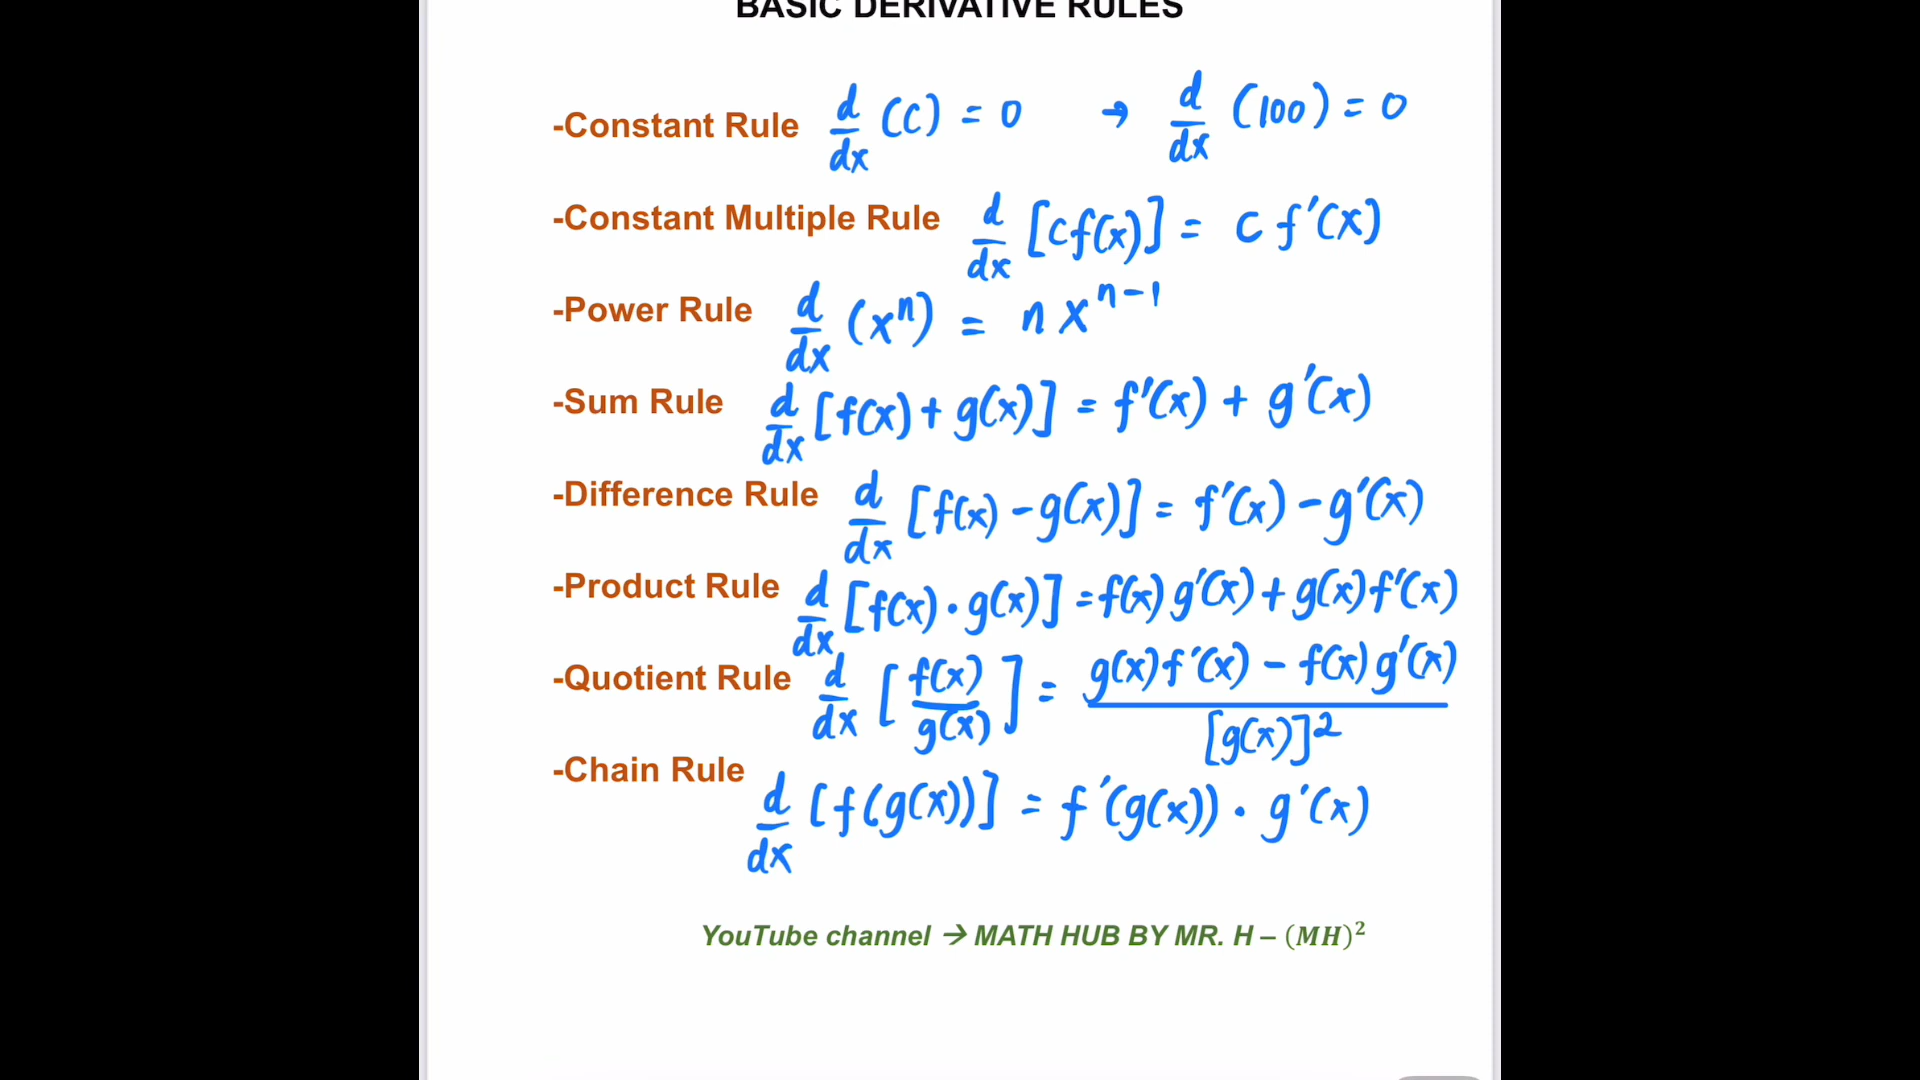 BASIC DERIVATIVE RULES
-Constant Rule d/dx (c) = 0 → d/dx (100) = 0
-Constant Multiple Rule d/dx [cf(x)] = c f'(x)
-Power Rule d/dx (xⁿ) = n xⁿ⁻¹
-Sum Rule d/dx [f(x) + g(x)] = f'(x) + g'(x)
-Difference Rule d/dx [f(x) - g(x)] = f'(x) - g'(x)
-Product Rule d/dx [f(x) · g(x)] = f(x) g'(x) + g(x) f'(x)
-Quotient Rule d/dx [f(x)/g(x)] = g(x) f'(x) - f(x) g'(x) / [g(x)]²
-Chain Rule d/dx [f(g(x))] = f'(g(x)) · g'(x)
YouTube channel → MATH HUB BY MR. H – (MH)²